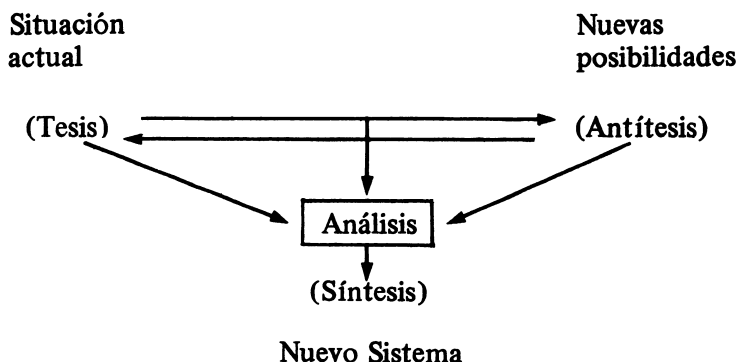 Situación
actual
Nuevas
posibilidades
(Tesis)
(Antítesis)
Análisis
(Síntesis)
Nuevo Sistema